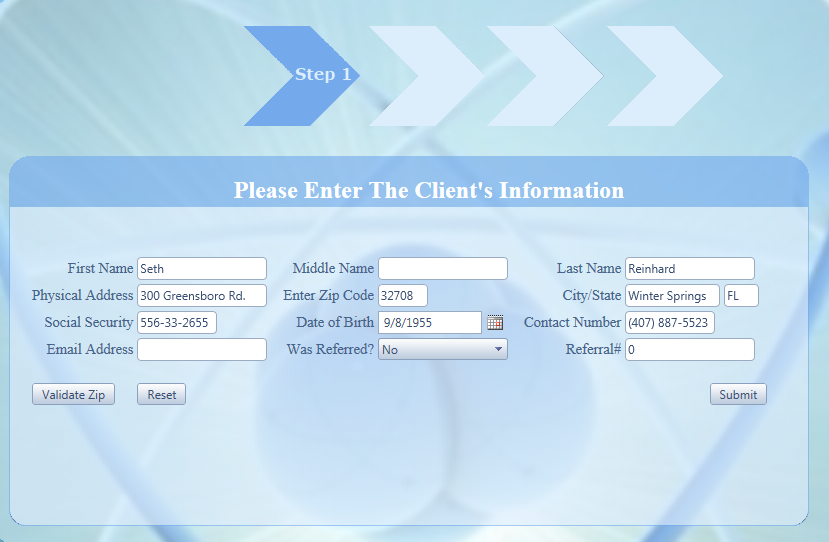 Step 1
Please Enter The Client's Information
First Name Seth Middle Name Last Name Reinhard
Physical Address 300 Greensboro Rd. Enter Zip Code 32708 City/State Winter Springs FL
Social Security 556-33-2655 Date of Birth 9/8/1955 Contact Number (407) 887-5523
Email Address Was Referred? No Referral# 0
Validate Zip Reset Submit